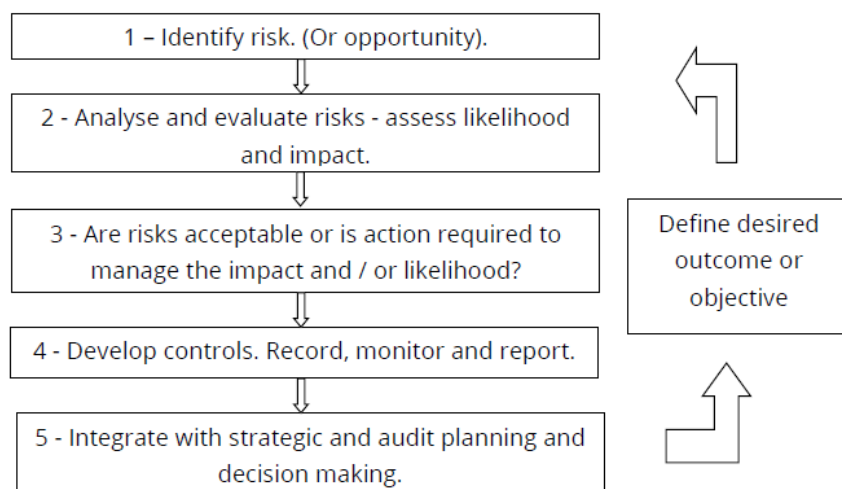 1 – Identify risk. (Or opportunity).
2 - Analyse and evaluate risks - assess likelihood
and impact.
3 - Are risks acceptable or is action required to
manage the impact and / or likelihood?
4 - Develop controls. Record, monitor and report.
5 - Integrate with strategic and audit planning and
decision making.
Define desired
outcome or
objective